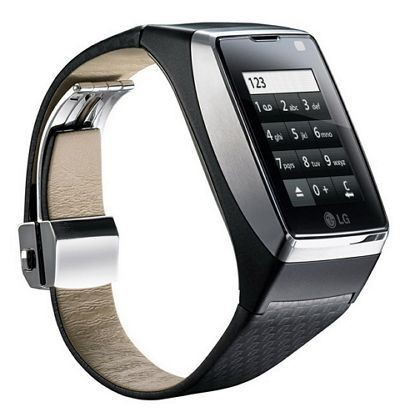 123
1 2 abc 3 def
4 ghi 5 jkl 6 mno
7 pqrs 8 tuv 9 wxyz
0 + C
LG